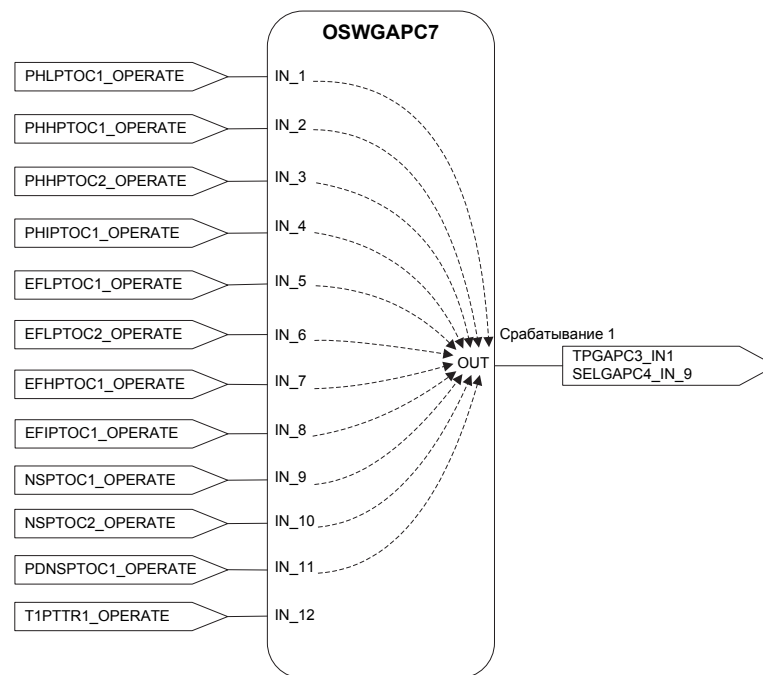 OSWGAPC7
PHLPTOC1_OPERATE
IN_1
PHHPTOC1_OPERATE
IN_2
PHHPTOC2_OPERATE
IN_3
PHIPTOC1_OPERATE
IN_4
EFLPTOC1_OPERATE
IN_5
EFLPTOC2_OPERATE
IN_6
EFHPTOC1_OPERATE
IN_7
EFIPTOC1_OPERATE
IN_8
NSPTOC1_OPERATE
IN_9
NSPTOC2_OPERATE
IN_10
PDNSPTOC1_OPERATE
IN_11
T1PTTR1_OPERATE
IN_12
OUT
Срабатывание 1
TPGAPC3_IN1
SELGAPC4_IN_9